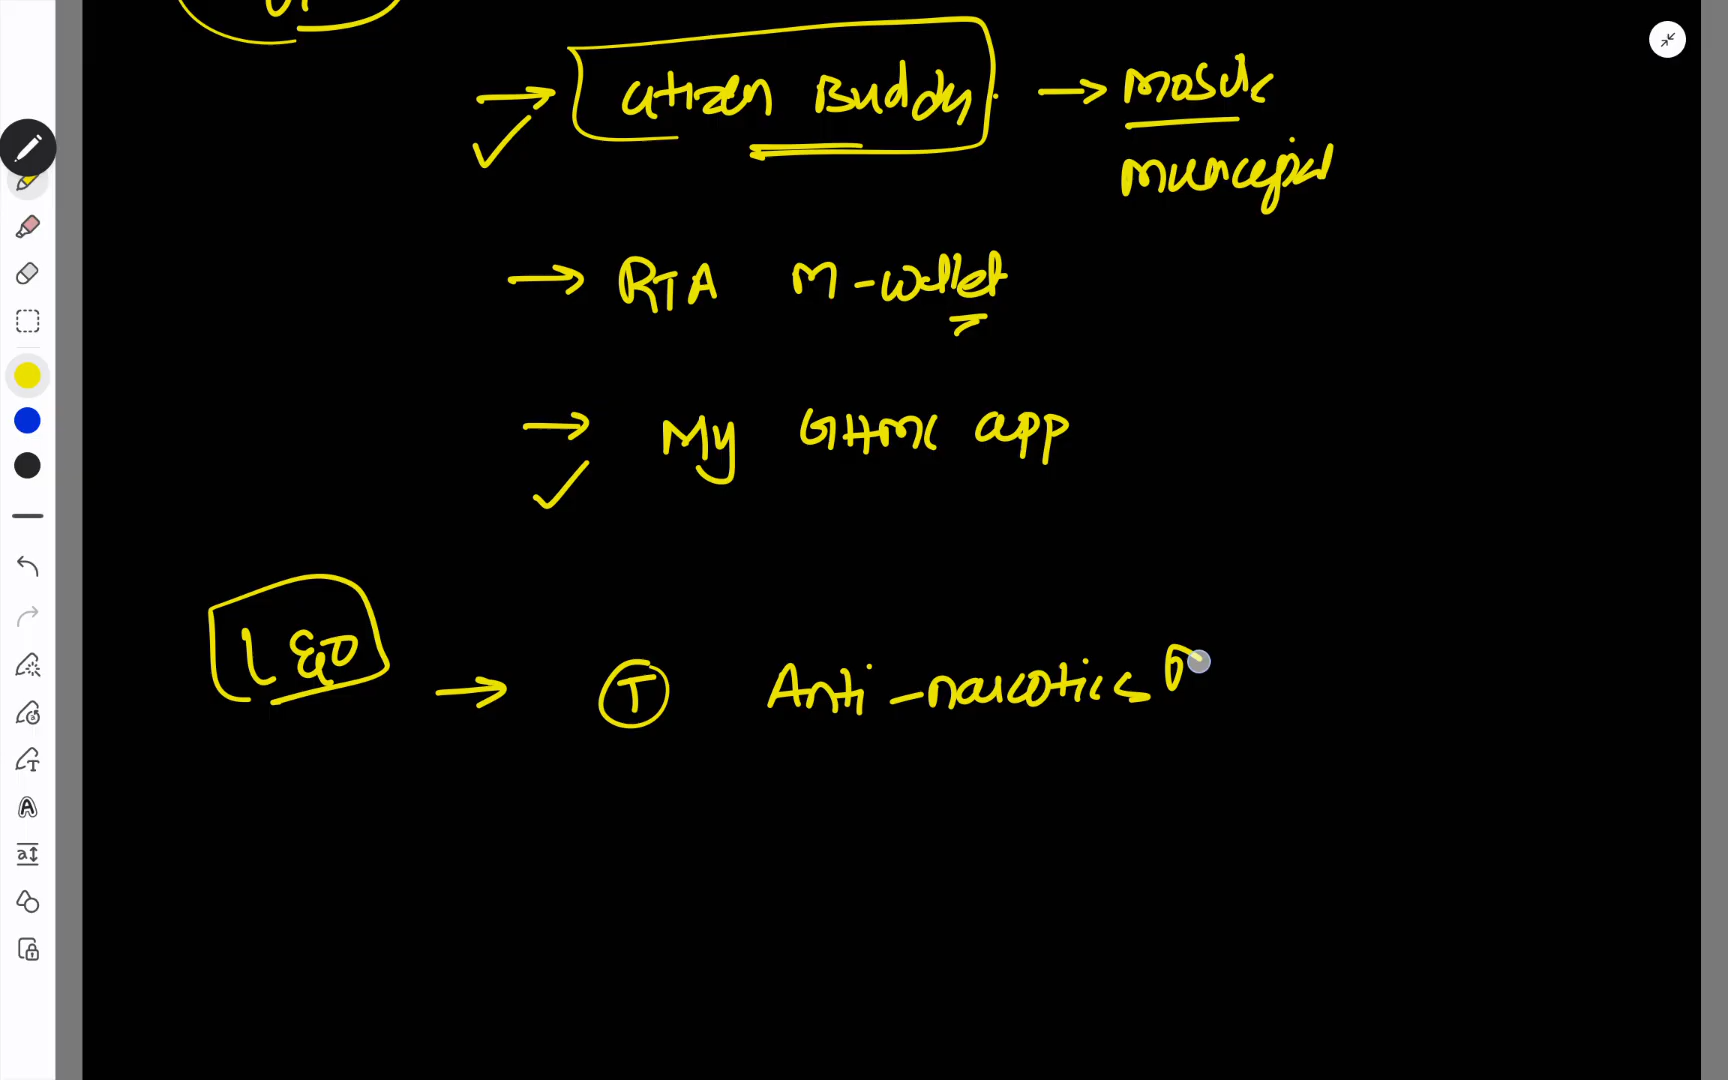 → Citizen Buddy. → mosule
muncipal
→ RTA M-wallet
→ My GHMC app
L&O → T Anti-narcotics